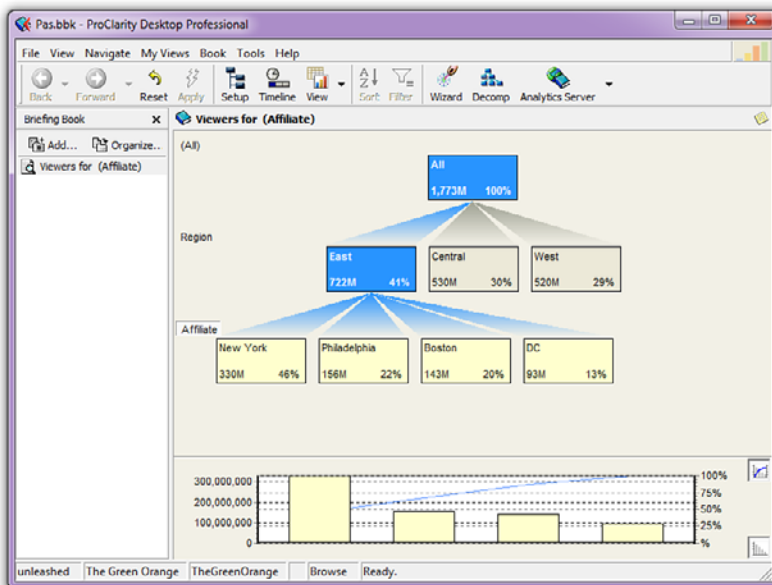 Pas.bbk - ProClarity Desktop Professional
File View Navigate My Views Book Tools Help
Back Forward Reset Apply Setup Timeline View Sort Filter Wizard Decomp Analytics Server
Briefing Book x
Viewers for (Affiliate)
Add... Organize..
Viewers for (Affiliate)
(All)
All
1,773M 100%
Region
East
722M 41%
Central
530M 30%
West
520M 29%
Affiliate
New York
330M 46%
Philadelphia
156M 22%
Boston
143M 20%
DC
93M 13%
300,000,000
200,000,000
100,000,000
0
100%
75%
50%
25%
%
unleashed The Green Orange TheGreenOrange Browse Ready.